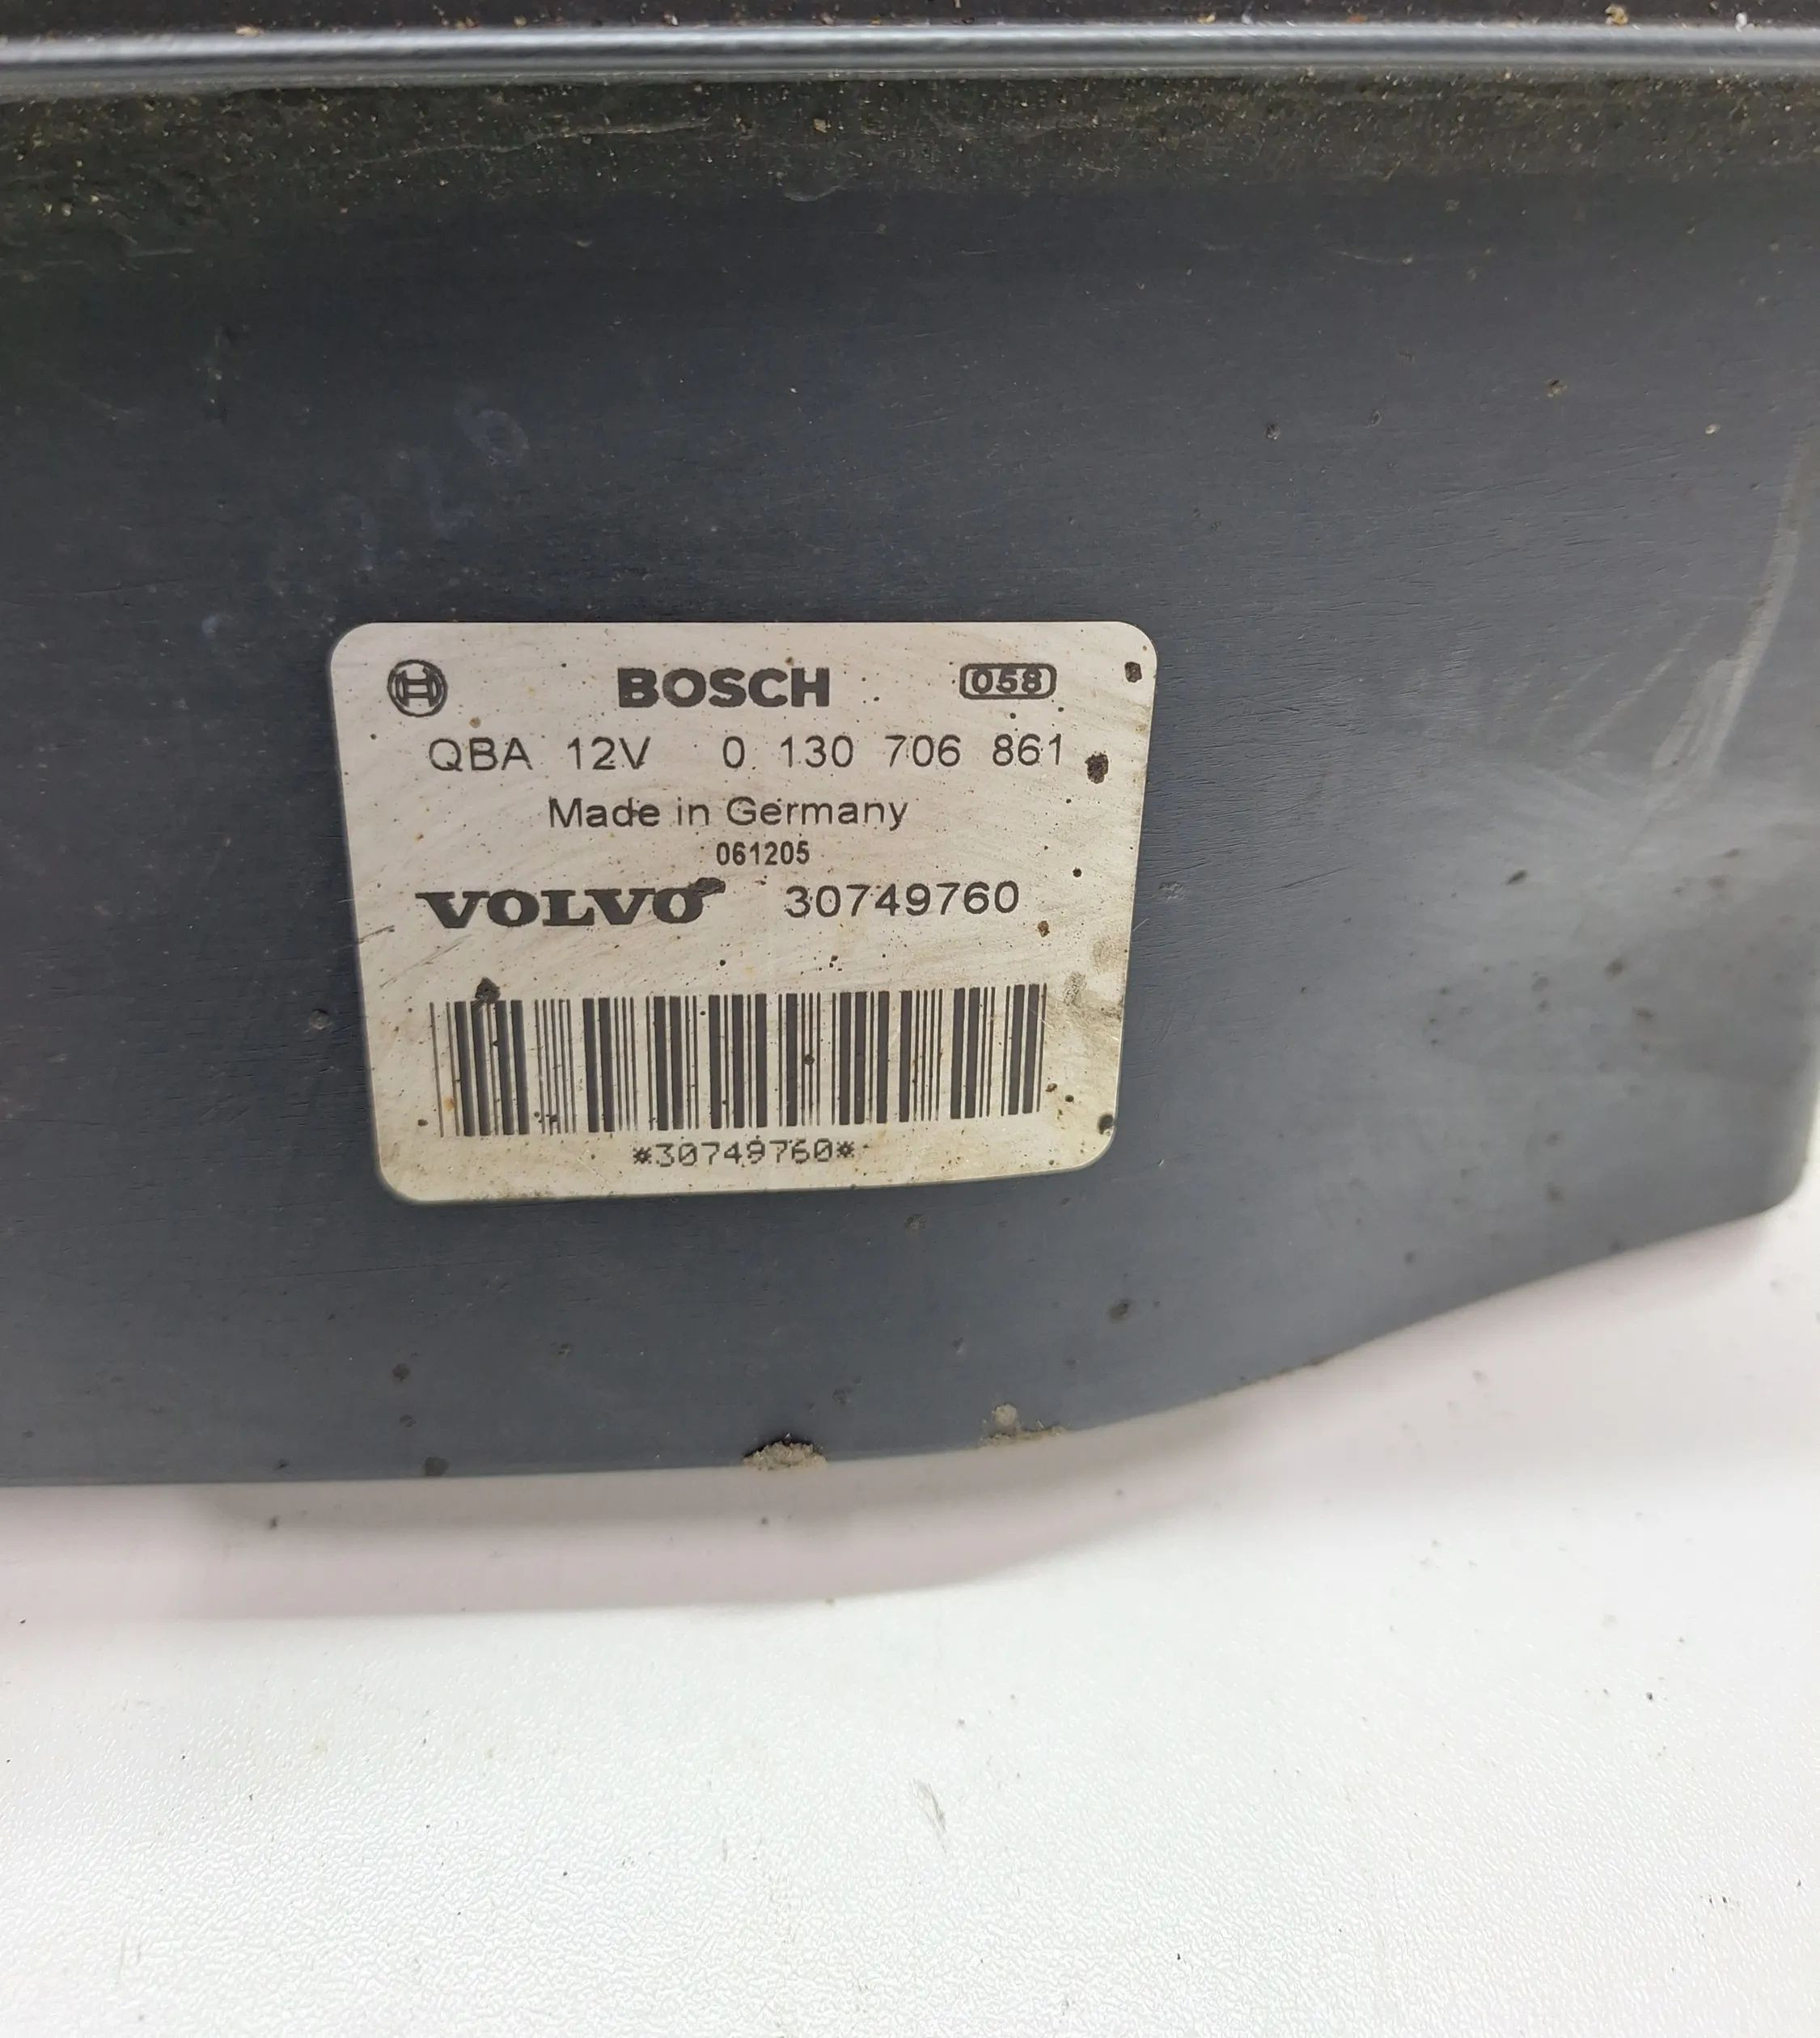 BOSCH 058
QBA 12V 0 130 706 861
Made in Germany
061205
VOLVO 30749760
*30749760*